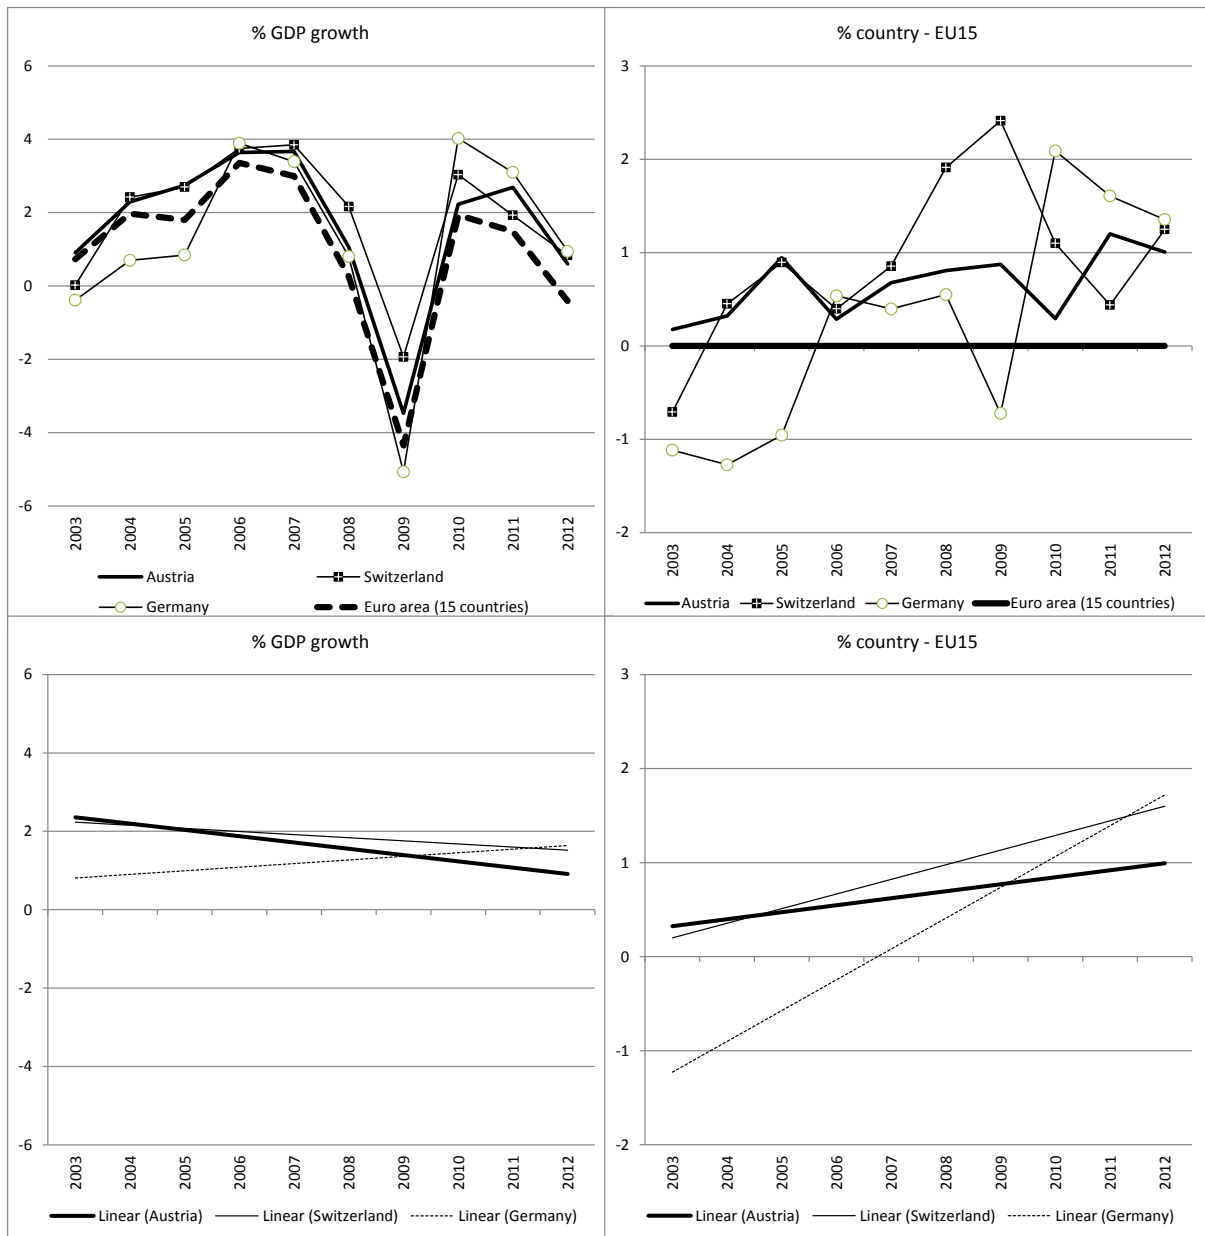 % GDP growth
6
4
2
0
-2
-4
-6
2003 2004 2005 2006 2007 2008 2009 2010 2011 2012
Austria Switzerland
Germany Euro area (15 countries)
% country - EU15
3
2
1
0
-1
-2
2003 2004 2005 2006 2007 2008 2009 2010 2011 2012
Austria Switzerland Germany Euro area (15 countries)
% GDP growth
6
4
2
0
-2
-4
-6
2003 2004 2005 2006 2007 2008 2009 2010 2011 2012
Linear (Austria) Linear (Switzerland) Linear (Germany)
% country - EU15
3
2
1
0
-1
-2
2003 2004 2005 2006 2007 2008 2009 2010 2011 2012
Linear (Austria) Linear (Switzerland) Linear (Germany)